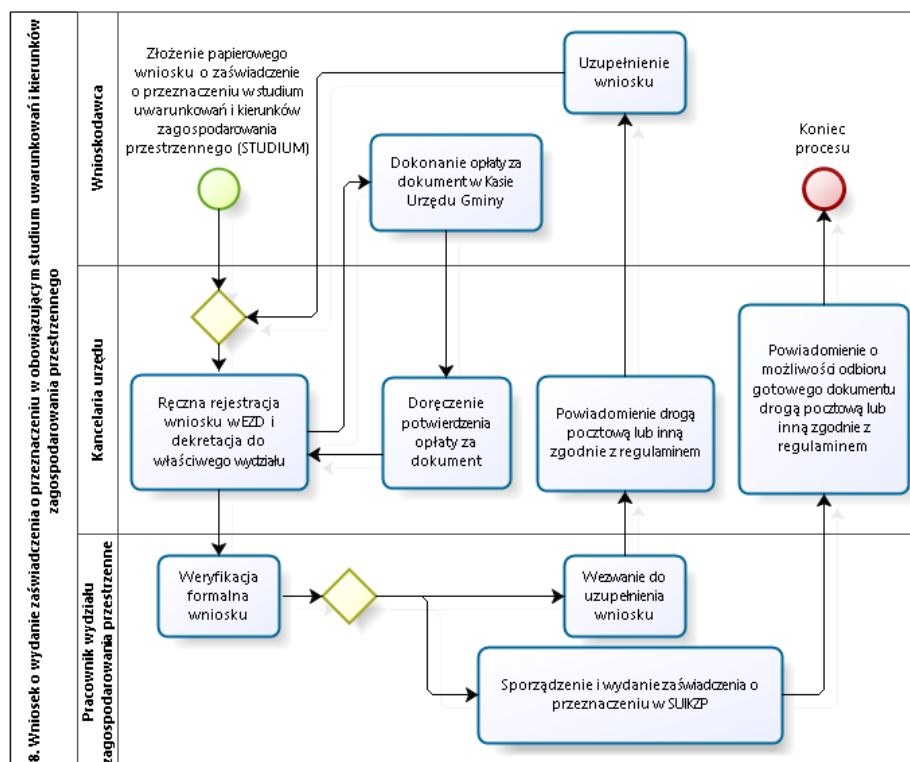 8. Wniosek o wydanie zaświadczenia o przeznaczeniu w obowiązującym studium uwarunkowań i kierunków
zagospodarowania przestrzennego
Wnioskodawca
Złożenie papierowego
wniosku o zaświadczenie
o przeznaczeniu w studium
uwarunkowań i kierunków
zagospodarowania
przestrzennego (STUDIUM)
Uzupełnienie
wniosku
Dokonanie opłaty za
dokument w Kasie
Urzędu Gminy
Koniec
procesu
Kancelaria urzędu
Ręczna rejestracja
wniosku w EZD i
dekretacja do
właściwego wydziału
Doręczenie
potwierdzenia
opłaty za
dokument
Powiadomienie drogą
pocztową lub inną
zgodnie z regulaminem
Powiadomienie o
możliwości odbioru
gotowego dokumentu
drogą pocztową lub
inną zgodnie z
regulaminem
Pracownik wydziału
zagospodarowania przestrzenne
Weryfikacja
formalna
wniosku
Wezwanie do
uzupełnienia
wniosku
Sporządzenie i wydanie zaświadczenia o
przeznaczeniu w SUIKZP